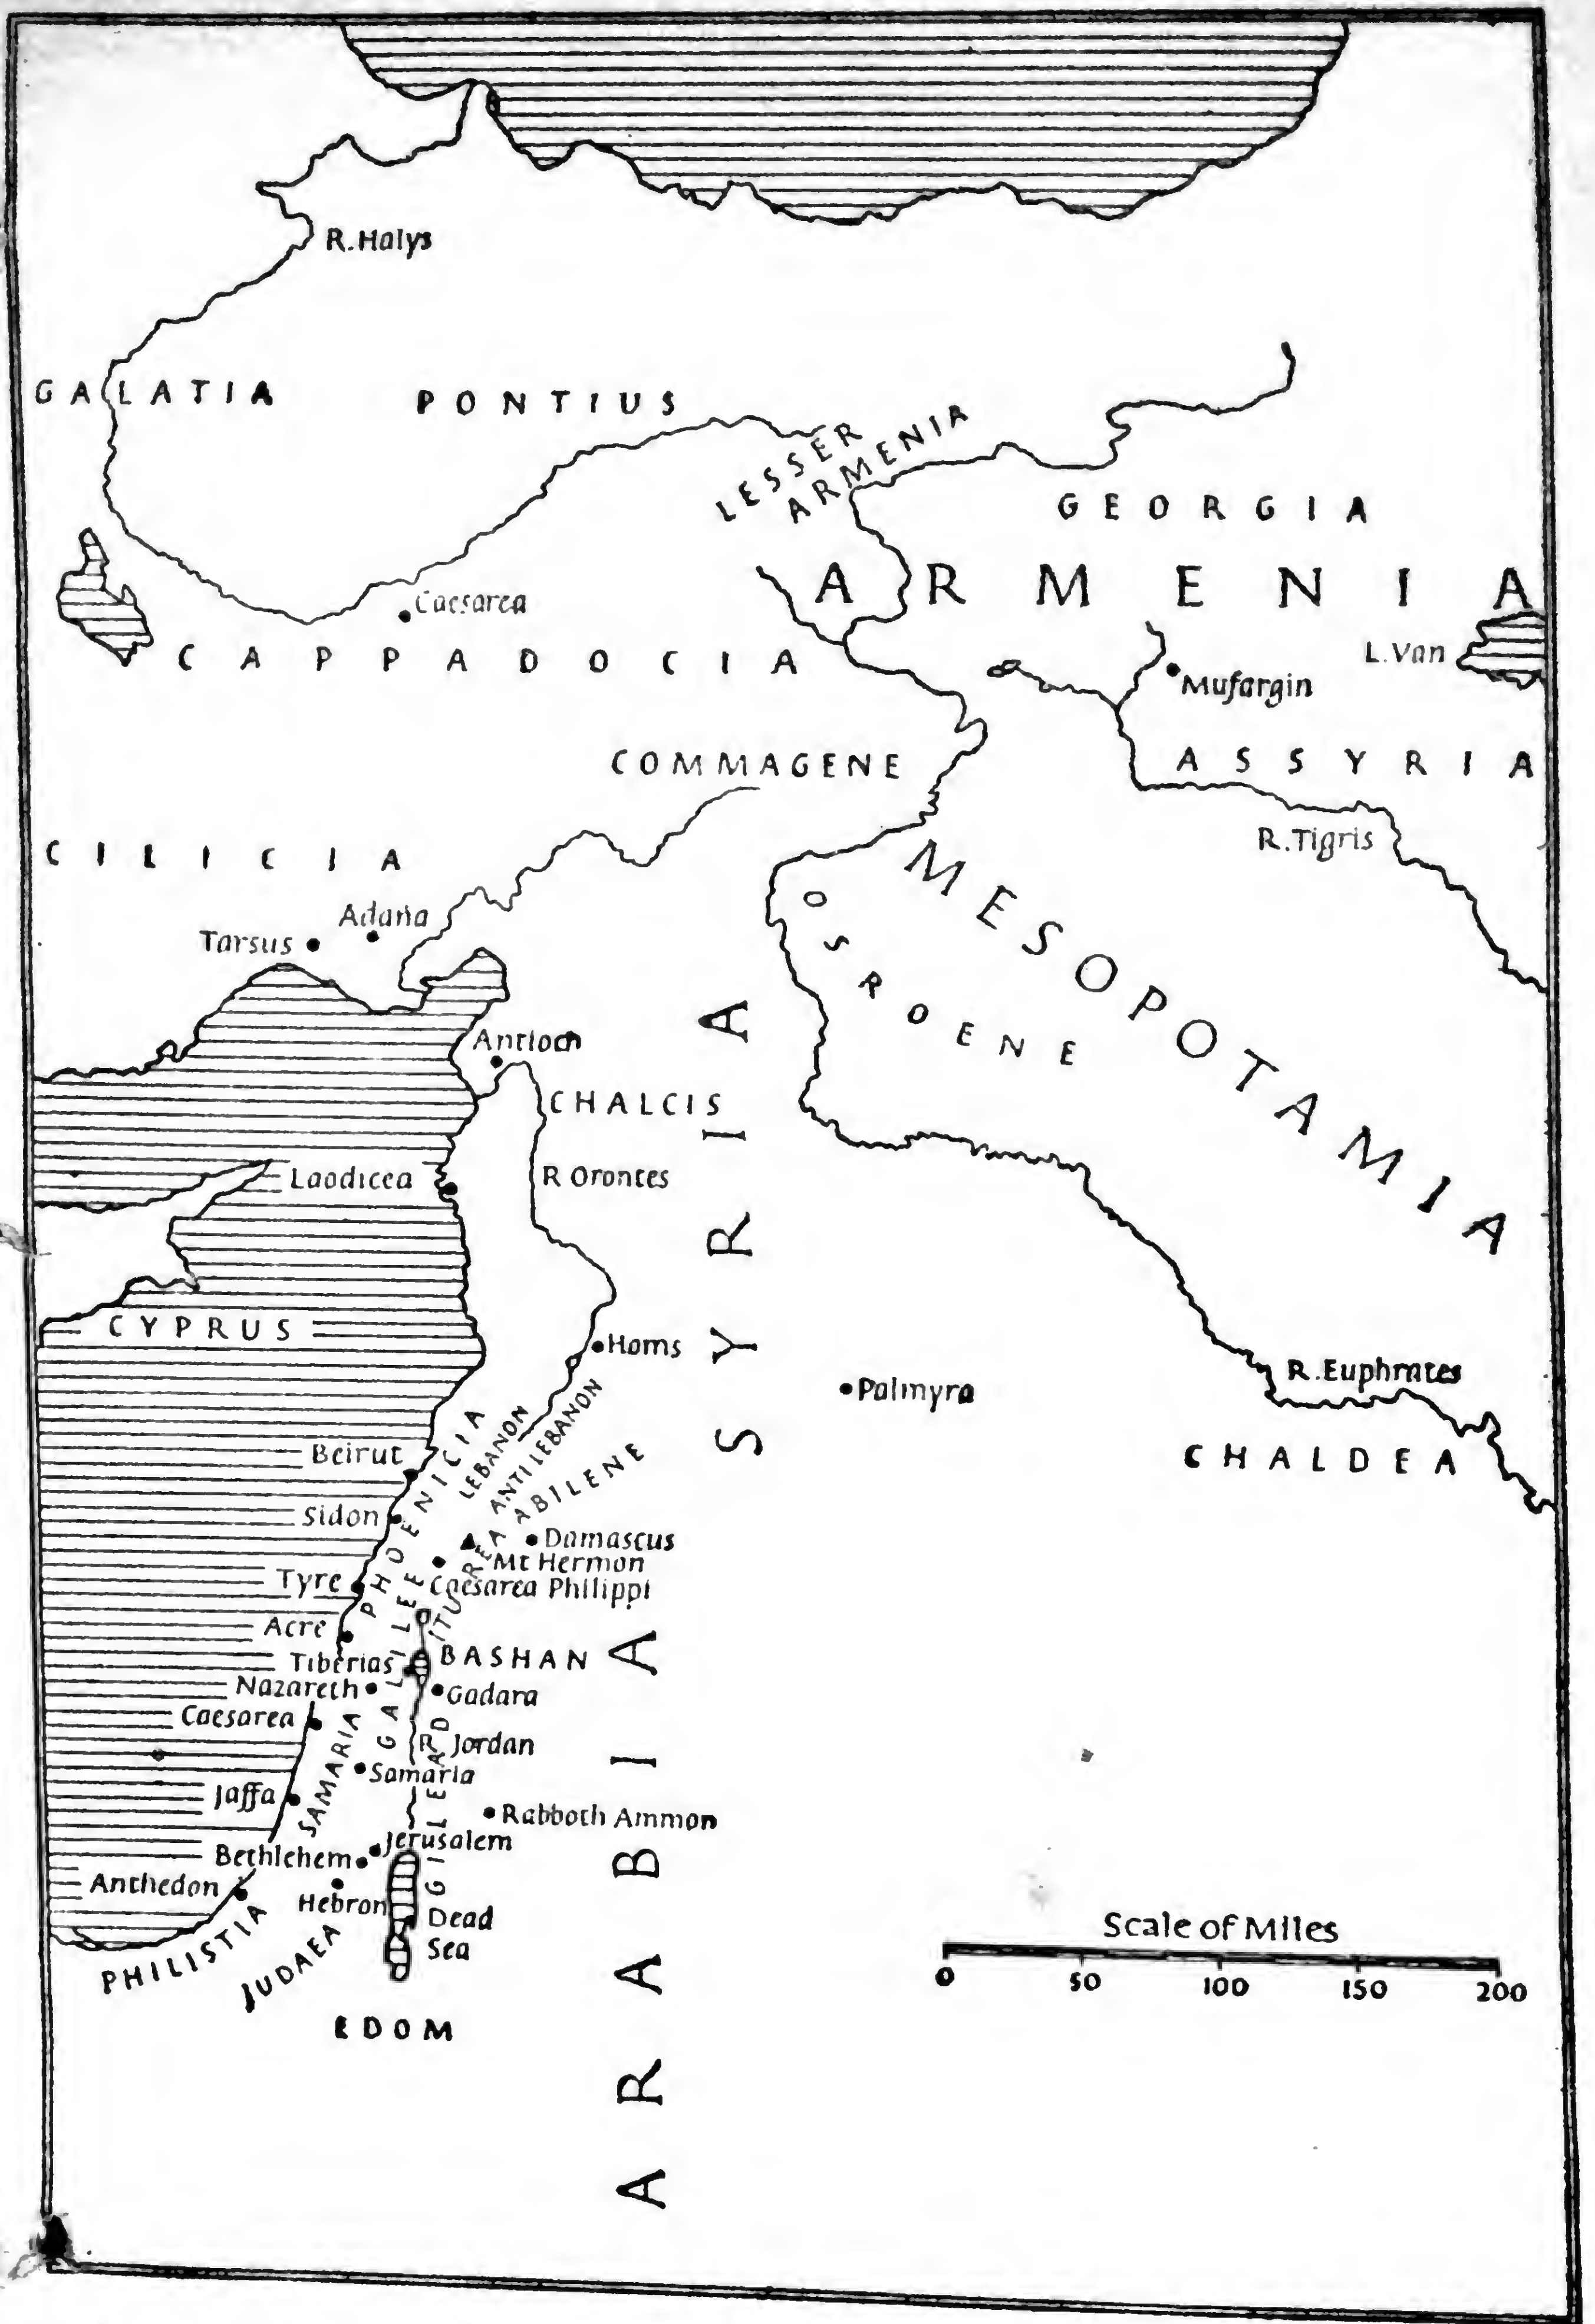 R. Halys
GALATIA
PONTIUS
LESSER
ARMENIA
GEORGIA
ARMENIA
Caesarea
L. Van
CAPPADOCIA
Mufargin
COMMAGENE
ASSYRIA
R. Tigris
CILICIA
MESOPOTAMIA
Adana
Tarsus
OSROENE
SYRIA
Antioch
CHALCIS
Laodicea
R Orontes
CYPRUS
Homs
R. Euphrates
Palmyra
PHOENICIA
LEBANON
ANTI LEBANON
ABILENE
Beirut
CHALDEA
Sidon
Damascus
Mt Hermon
ITUREA
Tyre
Caesarea Philippi
GALILEE
Acre
Tiberias
BASHAN
ARABIA
Nazareth
Gadara
Caesarea
SAMARIA
R. Jordan
Samaria
GILEAD
Jaffa
Rabboth Ammon
Jerusalem
Bethlehem
Anthedon
Hebron
Dead
Sea
PHILISTIA
JUDAEA
EDOM
Scale of Miles
0 50 100 150 200